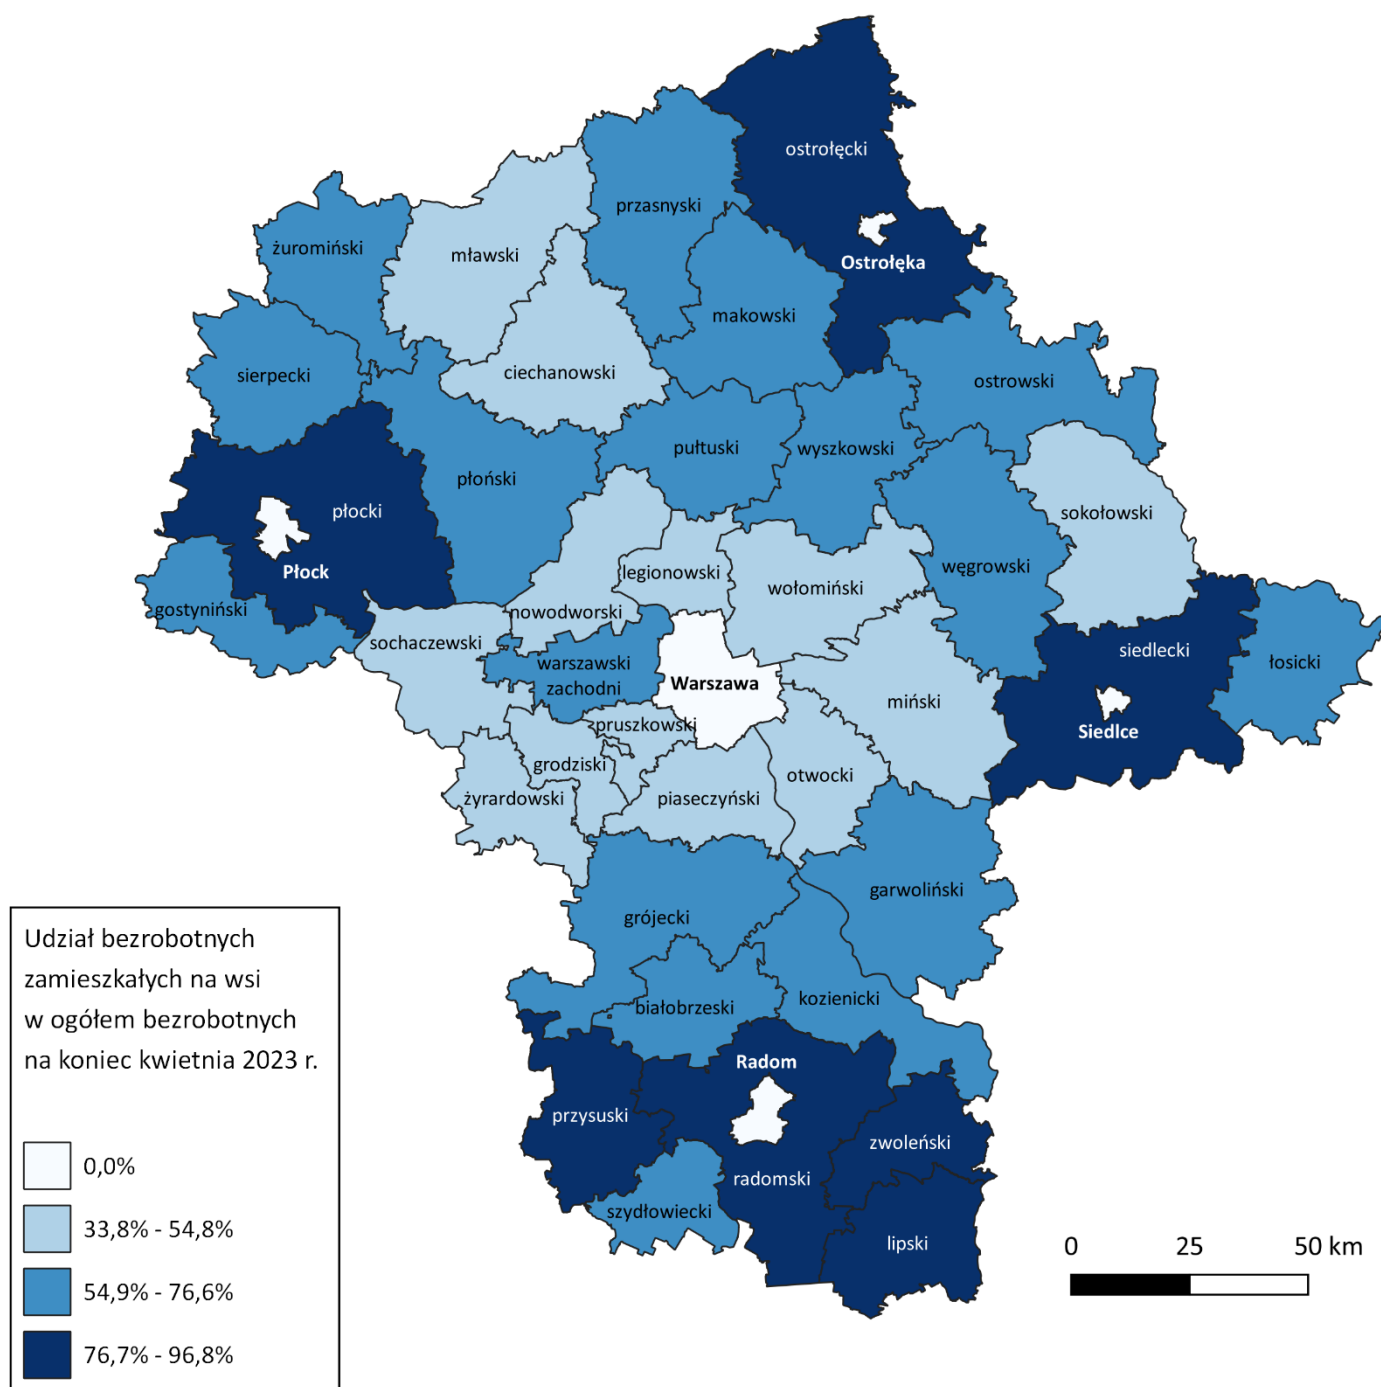 ostrołęcki
przasnyski
żuromiński
mławski
Ostrołęka
makowski
ciechanowski
sierpecki
ostrowski
pułtuski
wyszkowski
płoński
płocki
sokołowski
Płock
legionowski
wołomiński
węgrowski
gostyniński
nowodworski
sochaczewski
warszawski
zachodni
Warszawa
siedlecki
łosicki
miński
Siedlce
pruszkowski
grodziski
otwocki
żyrardowski
piaseczyński
garwoliński
grójecki
kozienicki
białobrzeski
Radom
przysuski
zwoleński
radomski
szydłowiecki
lipski
Udział bezrobotnych
zamieszkałych na wsi
w ogółem bezrobotnych
na koniec kwietnia 2023 r.
0,0%
33,8% - 54,8%
54,9% - 76,6%
76,7% - 96,8%
0 25 50 km